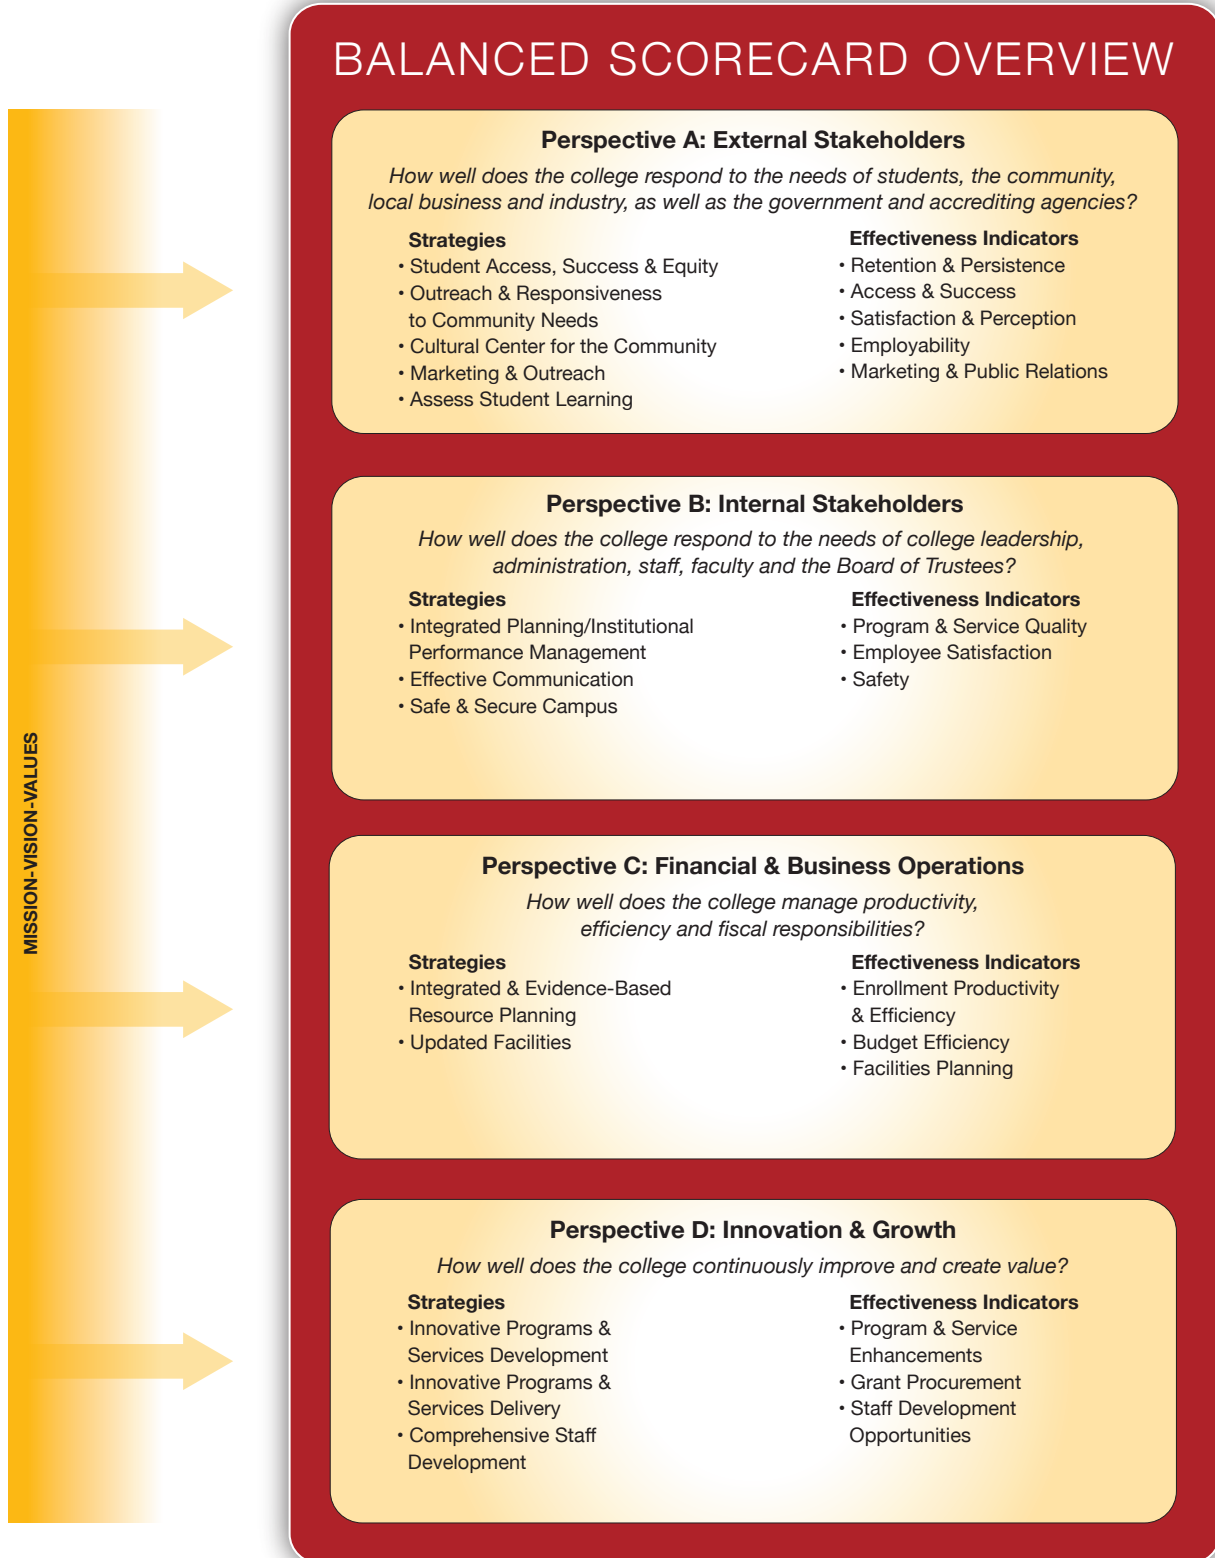 BALANCED SCORECARD OVERVIEW
Perspective A: External Stakeholders
How well does the college respond to the needs of students, the community,
local business and industry, as well as the government and accrediting agencies?
Strategies
• Student Access, Success & Equity
• Outreach & Responsiveness
to Community Needs
• Cultural Center for the Community
• Marketing & Outreach
• Assess Student Learning
Effectiveness Indicators
• Retention & Persistence
• Access & Success
• Satisfaction & Perception
• Employability
• Marketing & Public Relations
Perspective B: Internal Stakeholders
How well does the college respond to the needs of college leadership,
administration, staff, faculty and the Board of Trustees?
Strategies
• Integrated Planning/Institutional
Performance Management
• Effective Communication
• Safe & Secure Campus
Effectiveness Indicators
• Program & Service Quality
• Employee Satisfaction
• Safety
MISSION-VISION-VALUES
Perspective C: Financial & Business Operations
How well does the college manage productivity,
efficiency and fiscal responsibilities?
Strategies
• Integrated & Evidence-Based
Resource Planning
• Updated Facilities
Effectiveness Indicators
• Enrollment Productivity
& Efficiency
• Budget Efficiency
• Facilities Planning
Perspective D: Innovation & Growth
How well does the college continuously improve and create value?
Strategies
• Innovative Programs &
Services Development
• Innovative Programs &
Services Delivery
• Comprehensive Staff
Development
Effectiveness Indicators
• Program & Service
Enhancements
• Grant Procurement
• Staff Development
Opportunities